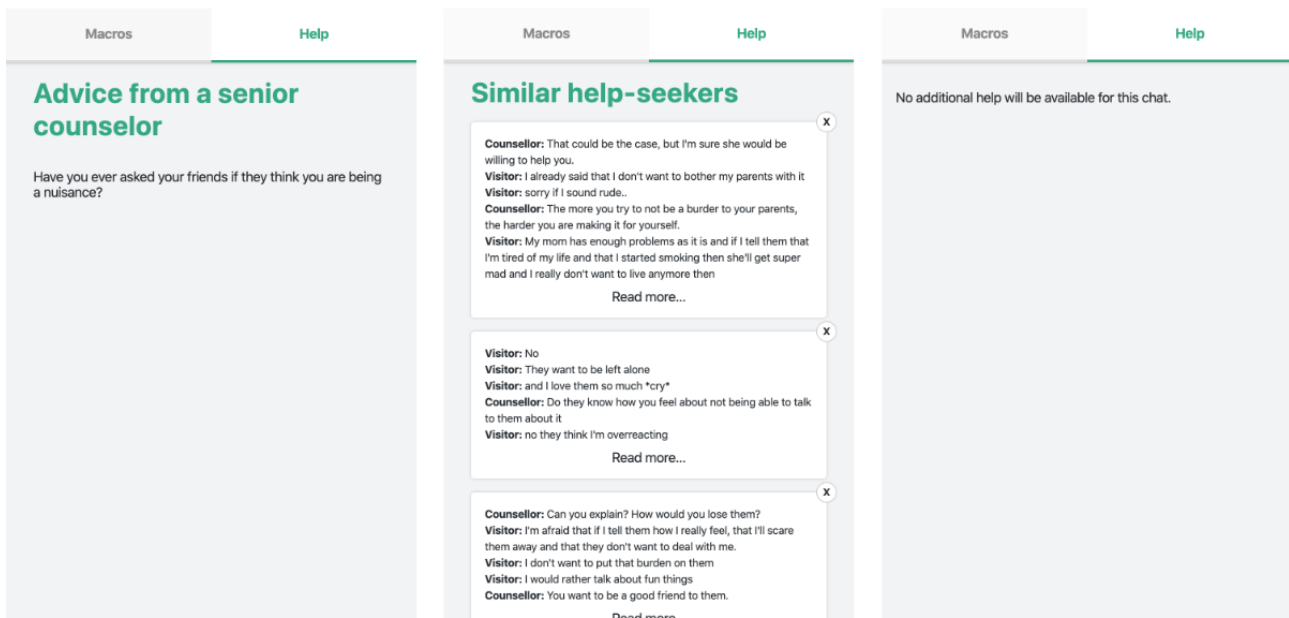 Macros
Help
Advice from a senior
counselor
Have you ever asked your friends if they think you are being
a nuisance?
Macros
Help
Similar help-seekers
X
Counsellor: That could be the case, but I'm sure she would be
willing to help you.
Visitor: I already said that I don't want to bother my parents with it
Visitor: sorry if I sound rude..
Counsellor: The more you try to not be a burder to your parents,
the harder you are making it for yourself.
Visitor: My mom has enough problems as it is and if I tell them that
I'm tired of my life and that I started smoking then she'll get super
mad and I really don't want to live anymore then
Read more...
X
Visitor: No
Visitor: They want to be left alone
Visitor: and I love them so much *cry*
Counsellor: Do they know how you feel about not being able to talk
to them about it
Visitor: no they think I'm overreacting
Read more...
X
Counsellor: Can you explain? How would you lose them?
Visitor: I'm afraid that if I tell them how I really feel, that I'll scare
them away and that they don't want to deal with me.
Visitor: I don't want to put that burden on them
Visitor: I would rather talk about fun things
Counsellor: You want to be a good friend to them.
Read more...
Macros
Help
No additional help will be available for this chat.